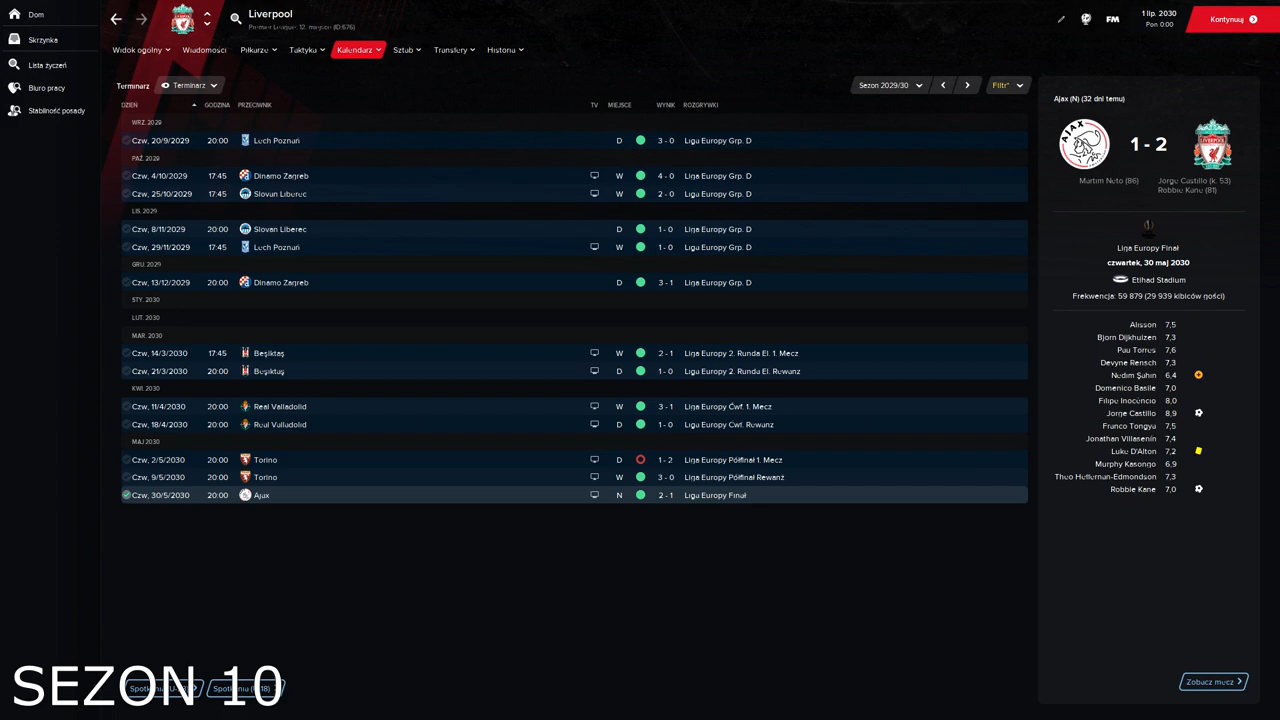 Dom
Skrzynka
Lista życzeń
Biuro pracy
Stabilność posady
Liverpool
Premier League. 12. miejsce (ID:676)
1 lip. 2030
Pon 0:00
FM
Kontynuuj
Widok ogólny
Wiadomości
Piłkarze
Taktyka
Kalendarz
Sztab
Transfery
Historia
Terminarz
Terminarz
Sezon 2029/30
Filtr*
DZIEŃ GODZINA PRZECIWNIK TV MIEJSCE WYNIK ROZGRYWKI
WRZ. 2029
Czw, 20/9/2029 20:00 Lech Poznań D 3 - 0 Liga Europy Grp. D
PAŹ. 2029
Czw, 4/10/2029 17:45 Dinamo Zagreb W 4 - 0 Liga Europy Grp. D
Czw, 25/10/2029 17:45 Slovan Liberec W 2 - 0 Liga Europy Grp. D
LIS. 2029
Czw, 8/11/2029 20:00 Slovan Liberec D 1 - 0 Liga Europy Grp. D
Czw, 29/11/2029 17:45 Lech Poznań W 1 - 0 Liga Europy Grp. D
GRU. 2029
Czw, 13/12/2029 20:00 Dinamo Zagreb D 3 - 1 Liga Europy Grp. D
STY. 2030
LUT. 2030
MAR. 2030
Czw, 14/3/2030 17:45 Beşiktaş W 2 - 1 Liga Europy 2. Runda El. 1. Mecz
Czw, 21/3/2030 20:00 Beşiktaş D 1 - 0 Liga Europy 2. Runda El. Rewanż
KWI. 2030
Czw, 11/4/2030 20:00 Real Valladolid W 3 - 1 Liga Europy Ćwf. 1. Mecz
Czw, 18/4/2030 20:00 Real Valladolid D 1 - 0 Liga Europy Ćwf. Rewanż
MAJ 2030
Czw, 2/5/2030 20:00 Torino D 1 - 2 Liga Europy Półfinał 1. Mecz
Czw, 9/5/2030 20:00 Torino W 3 - 0 Liga Europy Półfinał Rewanż
Czw, 30/5/2030 20:00 Ajax N 2 - 1 Liga Europy Finał
Ajax (N) (32 dni temu)
AJAX
1 - 2
Martim Neto (86)
Jorge Castillo (k. 53)
Robbie Kane (81)
Liga Europy Finał
czwartek, 30 maj 2030
Etihad Stadium
Frekwencja: 59 879 (29 939 kibiców gości)
Alisson 7,5
Bjorn Dijkhuizen 7,3
Pau Torres 7,6
Devyne Rensch 7,3
Nedim Şahin 6,4
Domenico Basile 7,0
Filipe Inocêncio 8,0
Jorge Castillo 8,9
Franco Tongya 7,5
Jonathan Villasenín 7,4
Luke D'Alton 7,2
Murphy Kasongo 6,9
Theo Heffernan-Edmondson 7,3
Robbie Kane 7,0
Zobacz mecz
SEZON 10